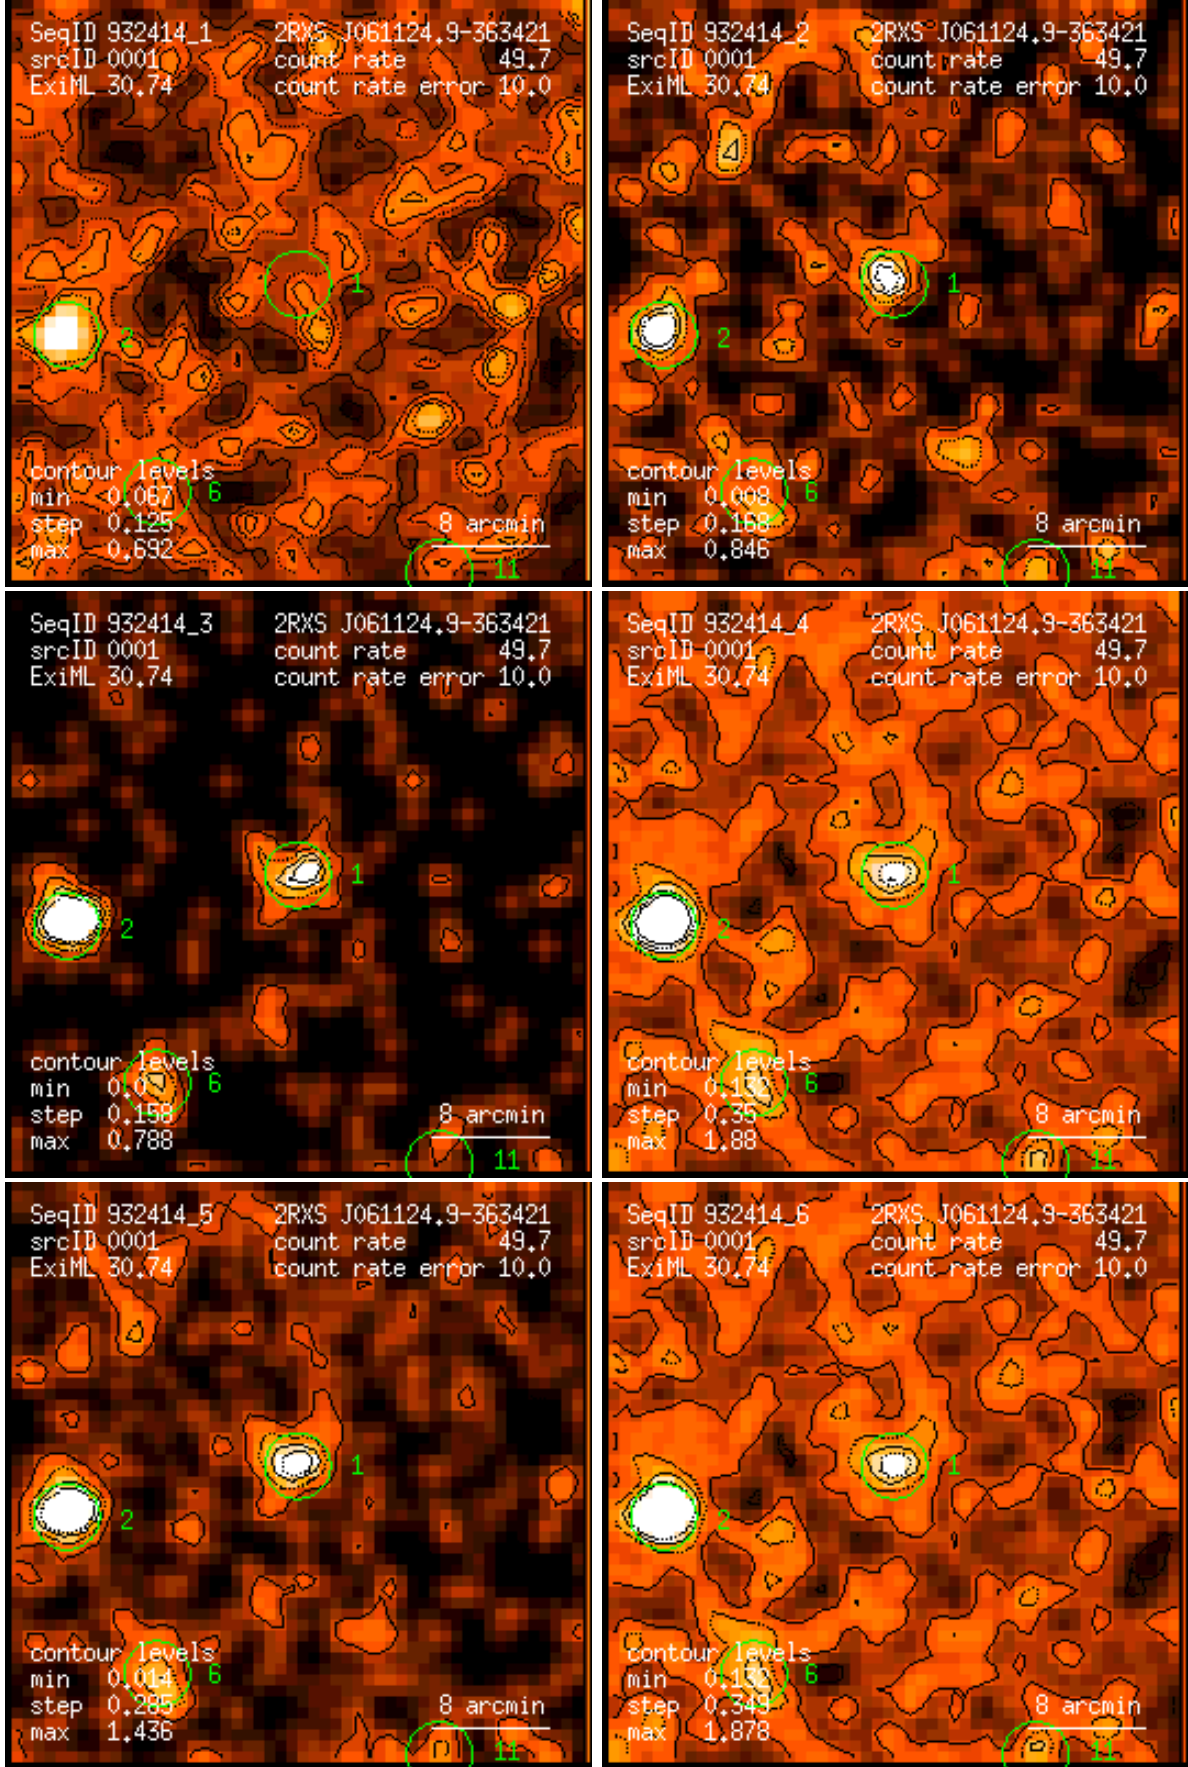 SeqID 932414_1 2RXS J061124.9-363421
srcID 0001 count rate 49.7
ExiML 30.74 count rate error 10.0
1
2
contour levels
min 0.067 6
step 0.125 8 arcmin
max 0.692
11
SeqID 932414_2 2RXS J061124.9-363421
srcID 0001 count rate 49.7
ExiML 30.74 count rate error 10.0
1
2
contour levels
min 0.008 6
step 0.168 8 arcmin
max 0.846
11
SeqID 932414_3 2RXS J061124.9-363421
srcID 0001 count rate 49.7
ExiML 30.74 count rate error 10.0
1
2
contour levels
min 0.0 6
step 0.158 8 arcmin
max 0.788
11
SeqID 932414_4 2RXS J061124.9-363421
srcID 0001 count rate 49.7
ExiML 30.74 count rate error 10.0
1
2
contour levels
min 0.132 6
step 0.35 8 arcmin
max 1.88
11
SeqID 932414_5 2RXS J061124.9-363421
srcID 0001 count rate 49.7
ExiML 30.74 count rate error 10.0
1
2
contour levels
min 0.014 6
step 0.285 8 arcmin
max 1.436
11
SeqID 932414_6 2RXS J061124.9-363421
srcID 0001 count rate 49.7
ExiML 30.74 count rate error 10.0
1
2
contour levels
min 0.132 6
step 0.349 8 arcmin
max 1.878
11